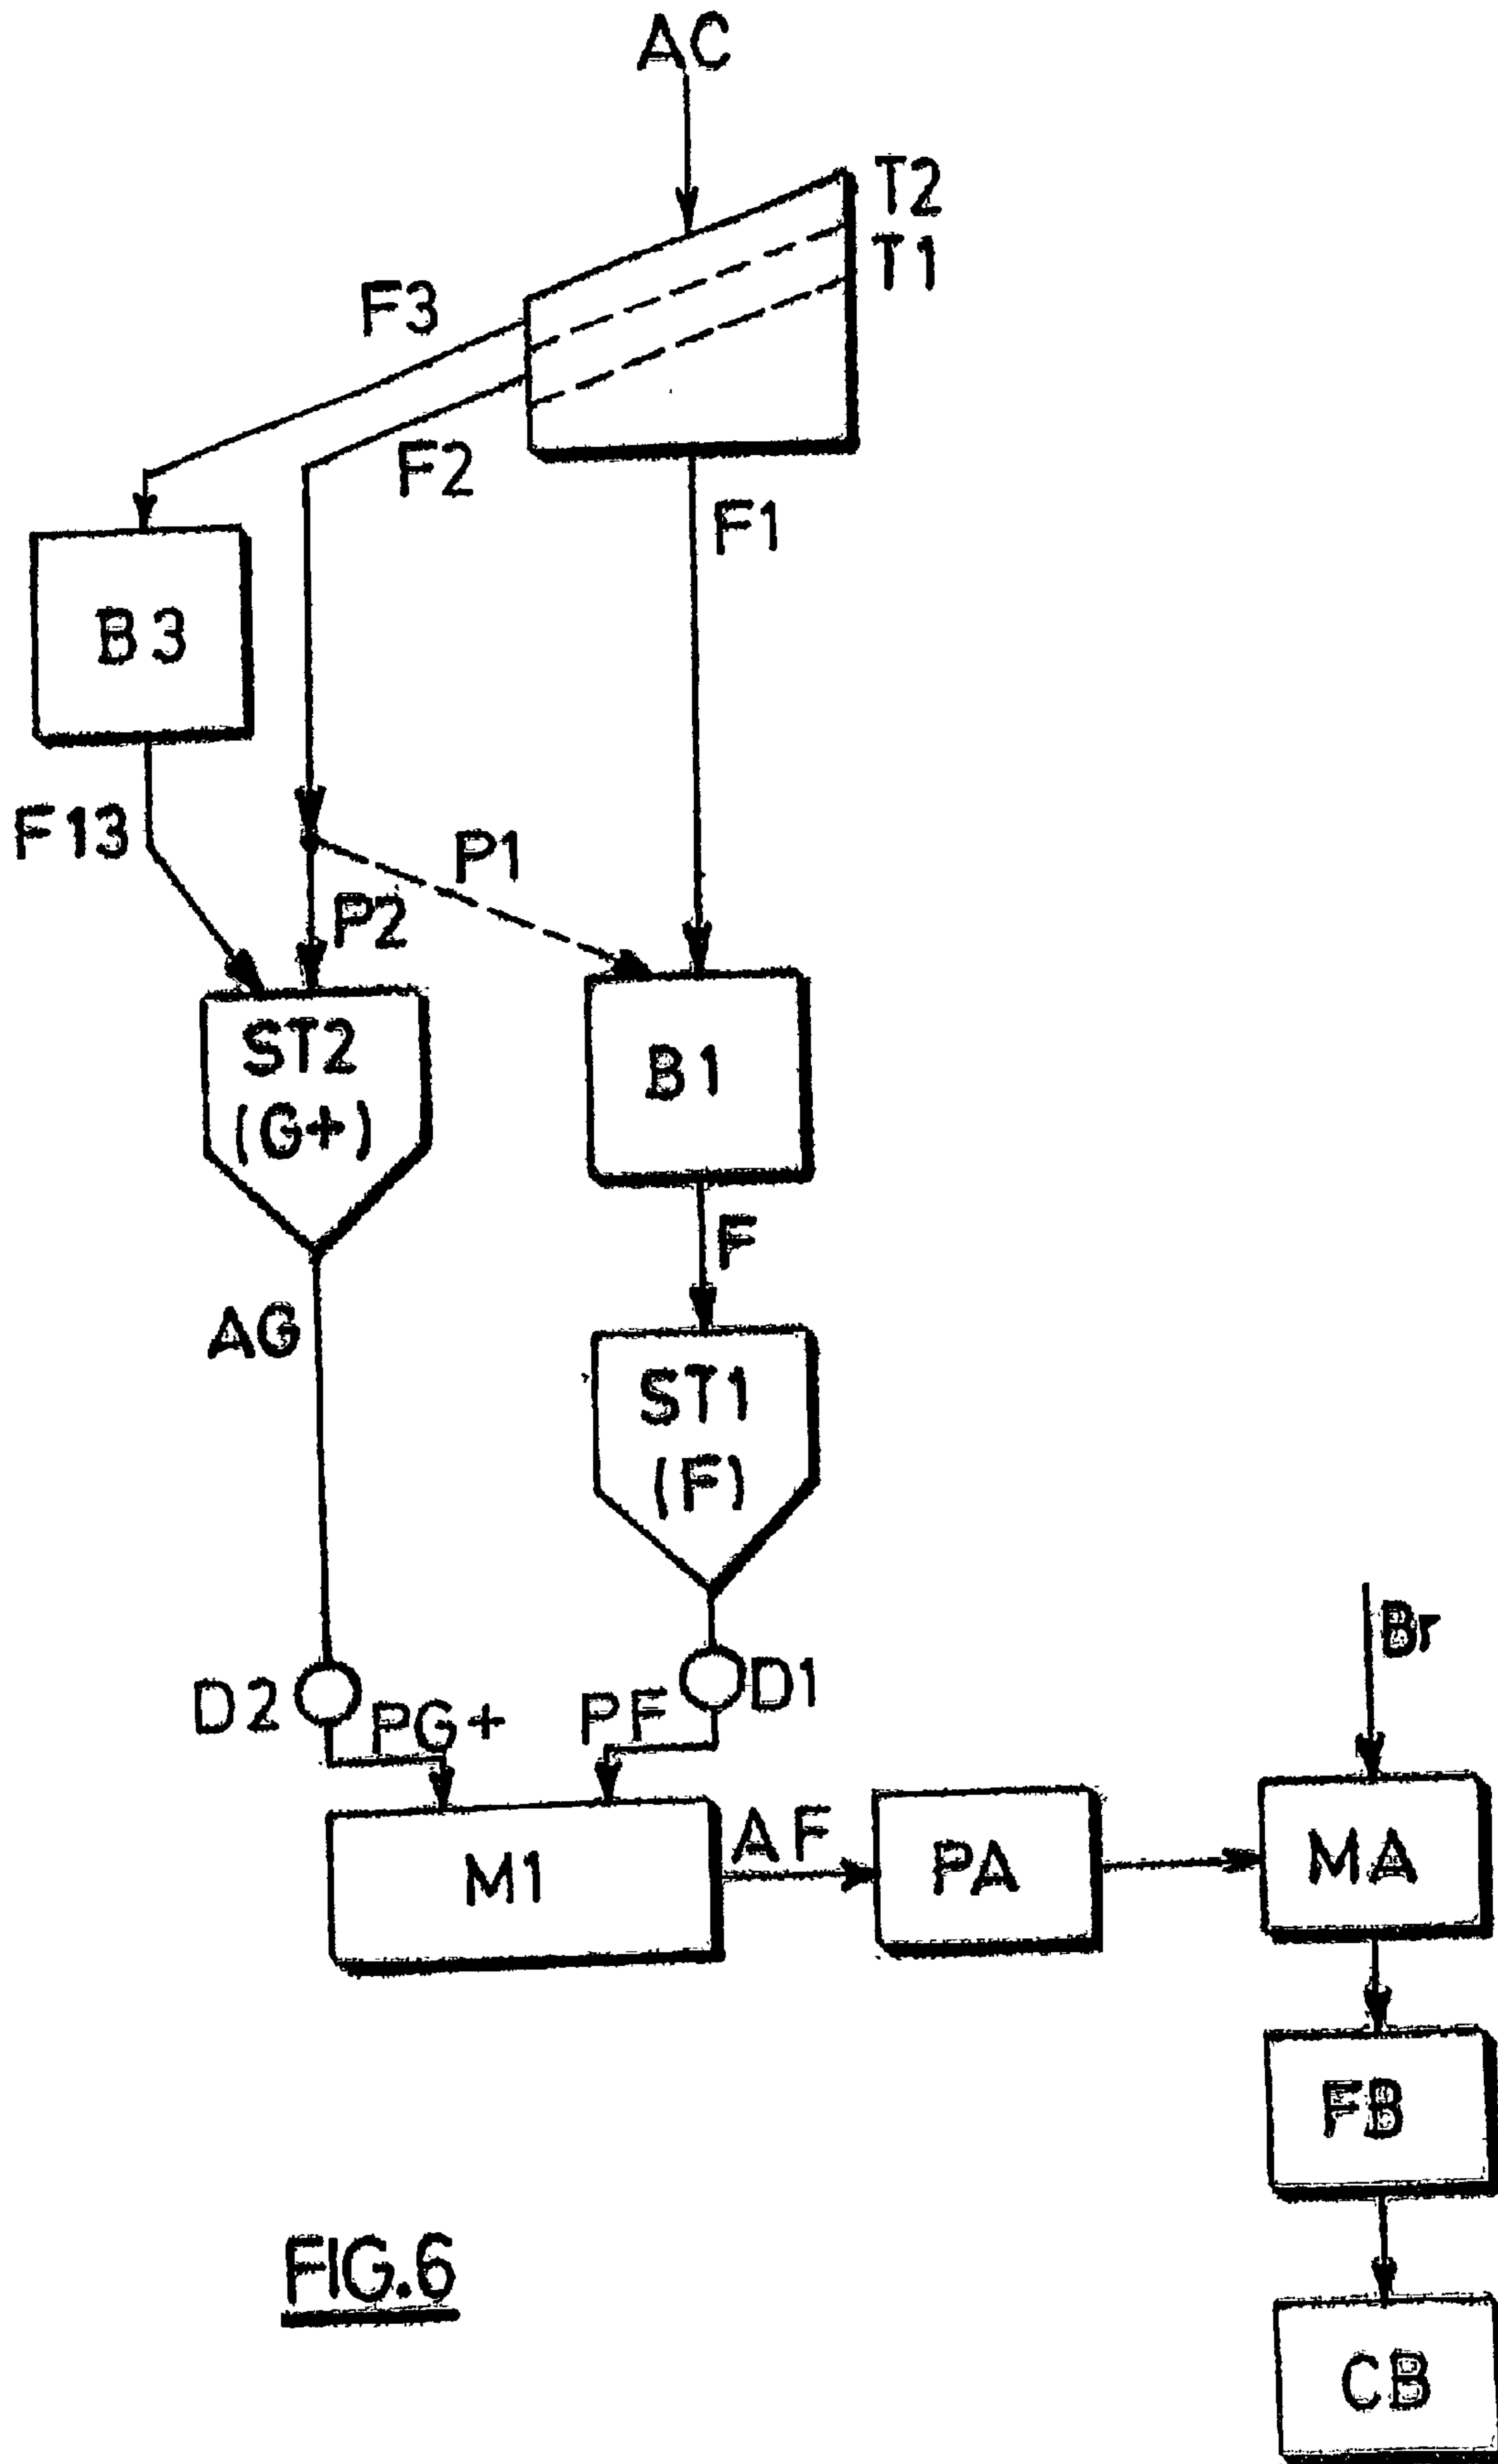 AC
T2
T1
F3
F2
F1
B3
F13
P1
P2
ST2
(G+)
B1
F
AG
ST1
(F)
Br
D2
PG+
PF
D1
M1
AF
PA
MA
FB
CB
FIG.6